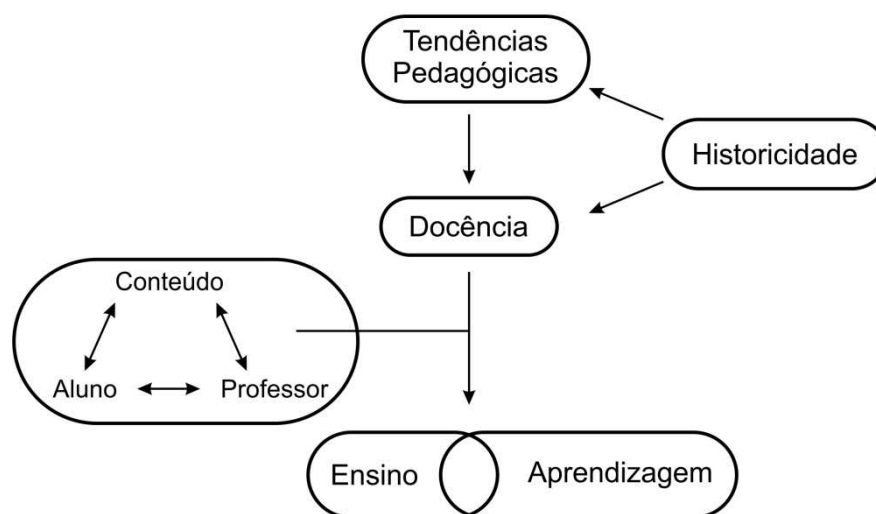 Tendências
Pedagógicas
Historicidade
Docência
Conteúdo
Aluno
Professor
Ensino
Aprendizagem